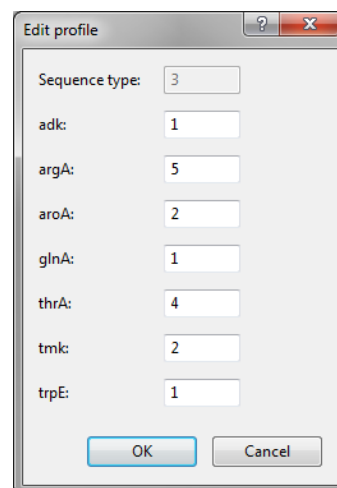 Edit profile
Sequence type: 3
adk: 1
argA: 5
aroA: 2
glnA: 1
thrA: 4
tmk: 2
trpE: 1
OK Cancel